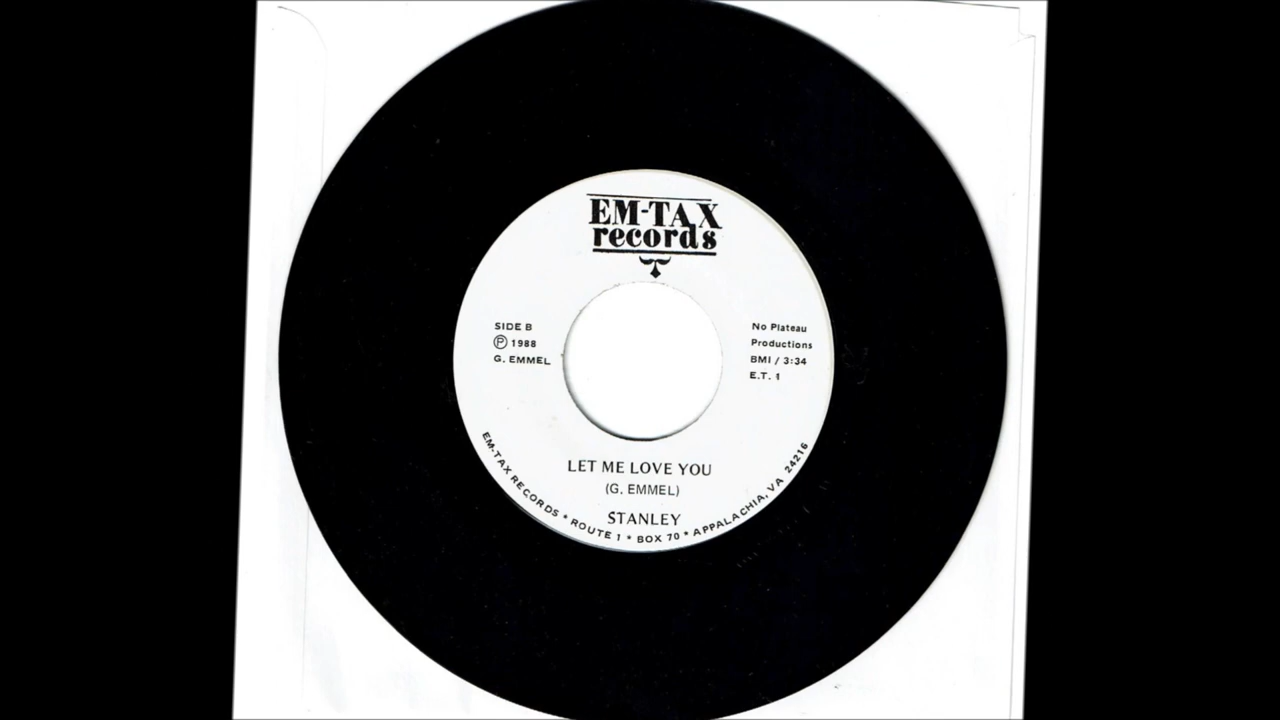 EM-TAX
records
SIDE B
Ⓟ 1988
G. EMMEL
No Plateau
Productions
BMI / 3:34
E.T. 1
LET ME LOVE YOU
(G. EMMEL)
STANLEY
EM-TAX RECORDS * ROUTE 1 * BOX 70 * APPALACHIA, VA 24216